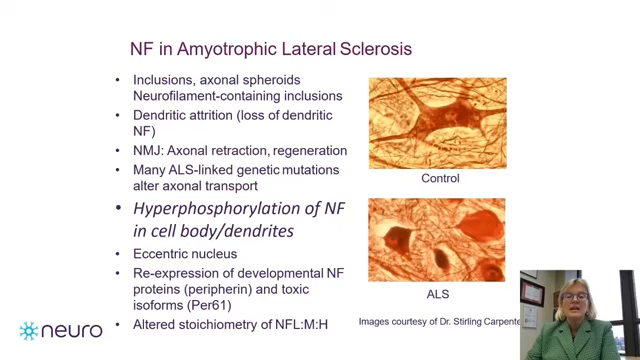 NF in Amyotrophic Lateral Sclerosis
• Inclusions, axonal spheroids
Neurofilament-containing inclusions
• Dendritic attrition (loss of dendritic
NF)
• NMJ: Axonal retraction, regeneration
• Many ALS-linked genetic mutations
alter axonal transport
• Hyperphosphorylation of NF
in cell body/dendrites
• Eccentric nucleus
• Re-expression of developmental NF
proteins (peripherin) and toxic
isoforms (Per61)
• Altered stoichiometry of NFL:M:H
Control
ALS
Images courtesy of Dr. Stirling Carpente
neuro